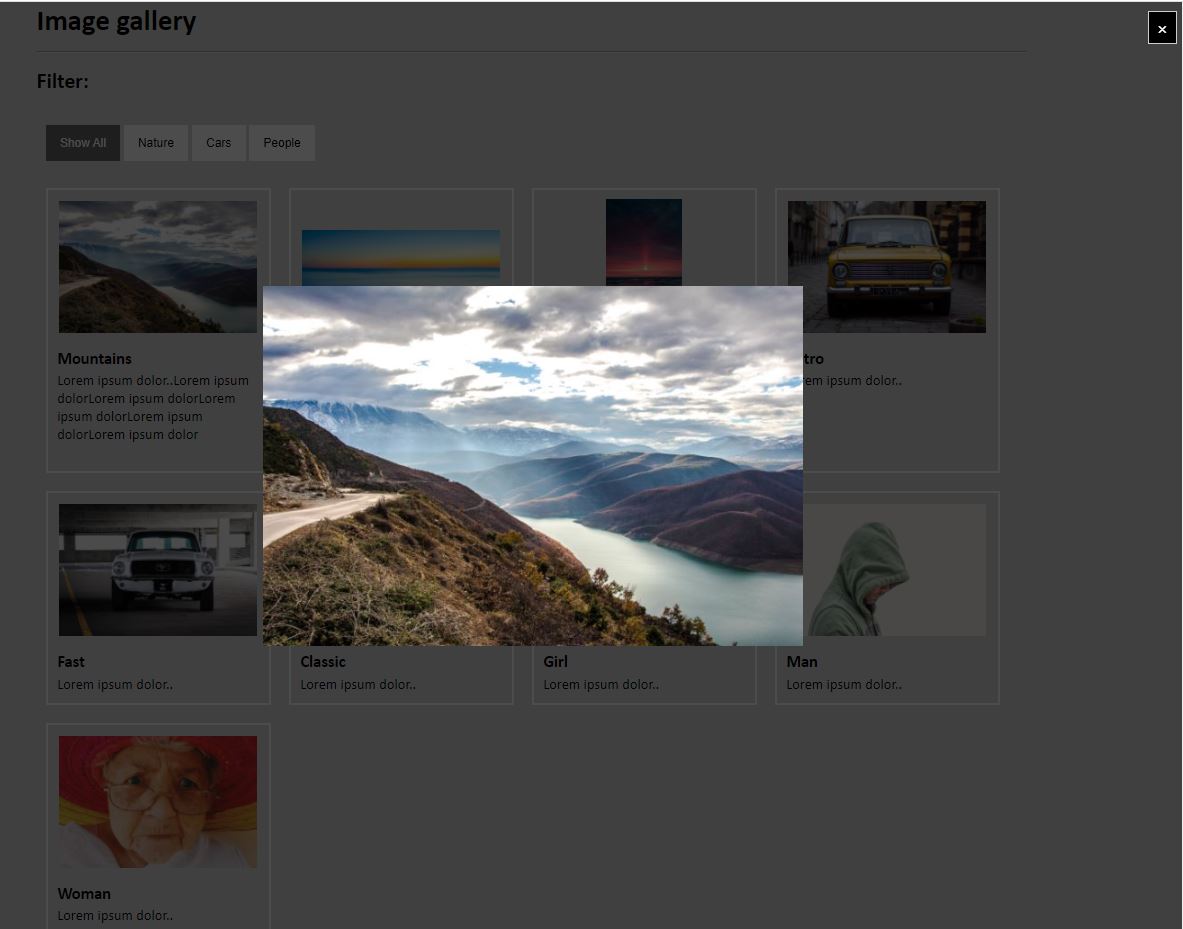 Image gallery
×
Filter:
Show All
Nature
Cars
People
Mountains
Lorem ipsum dolor..Lorem ipsum
dolorLorem ipsum dolorLorem
ipsum dolorLorem ipsum
dolorLorem ipsum dolor
tro
em ipsum dolor..
Fast
Lorem ipsum dolor..
Classic
Lorem ipsum dolor..
Girl
Lorem ipsum dolor..
Man
Lorem ipsum dolor..
Woman
Lorem ipsum dolor..